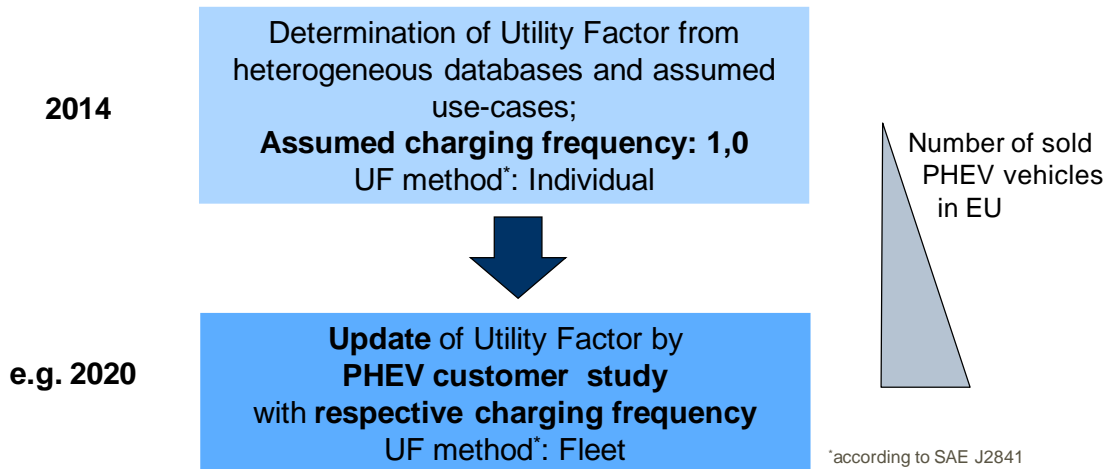 2014
Determination of Utility Factor from
heterogeneous databases and assumed
use-cases;
Assumed charging frequency: 1,0
UF method*: Individual
Number of sold
PHEV vehicles
in EU
e.g. 2020
Update of Utility Factor by
PHEV customer study
with respective charging frequency
UF method*: Fleet
*according to SAE J2841